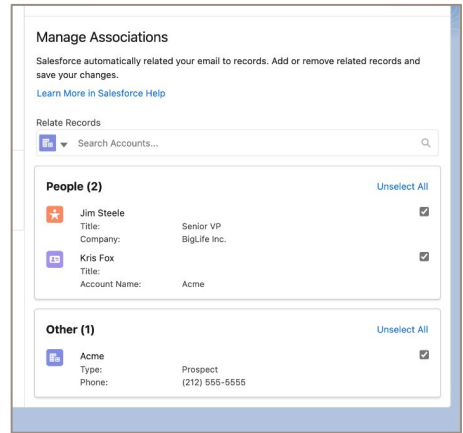 Manage Associations
Salesforce automatically related your email to records. Add or remove related records and
save your changes.
Learn More in Salesforce Help
Relate Records
Search Accounts...
People (2) Unselect All
Jim Steele
Title: Senior VP
Company: BigLife Inc.
Kris Fox
Title:
Account Name: Acme
Other (1) Unselect All
Acme
Type: Prospect
Phone: (212) 555-5555